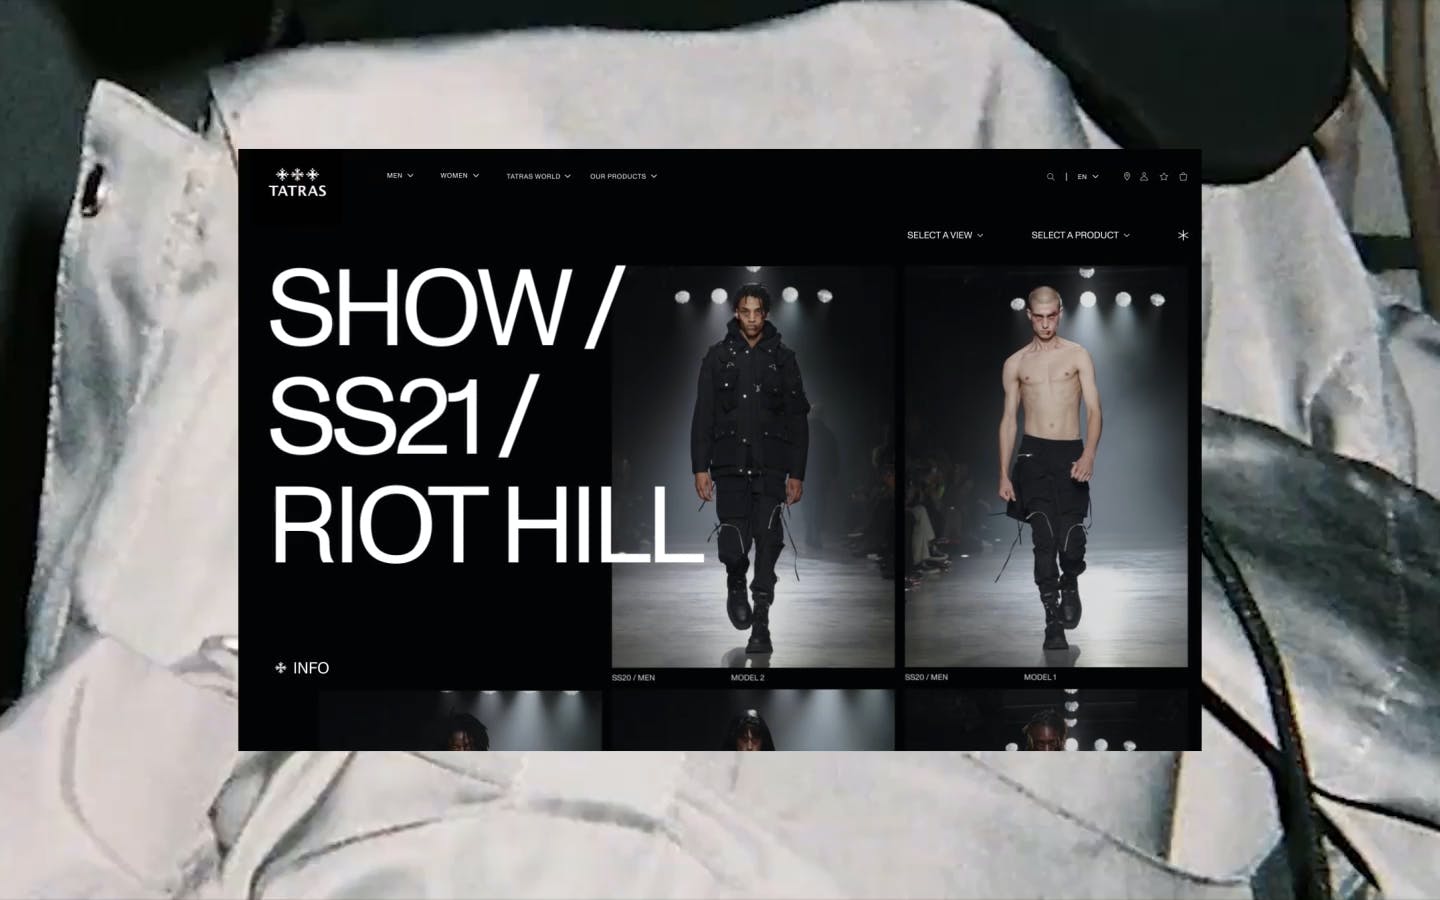 TATRAS
MEN
WOMEN
TATRAS WORLD
OUR PRODUCTS
EN
SELECT A VIEW
SELECT A PRODUCT
SHOW /
SS21 /
RIOT HILL
INFO
SS20 / MEN
MODEL 2
SS20 / MEN
MODEL 1